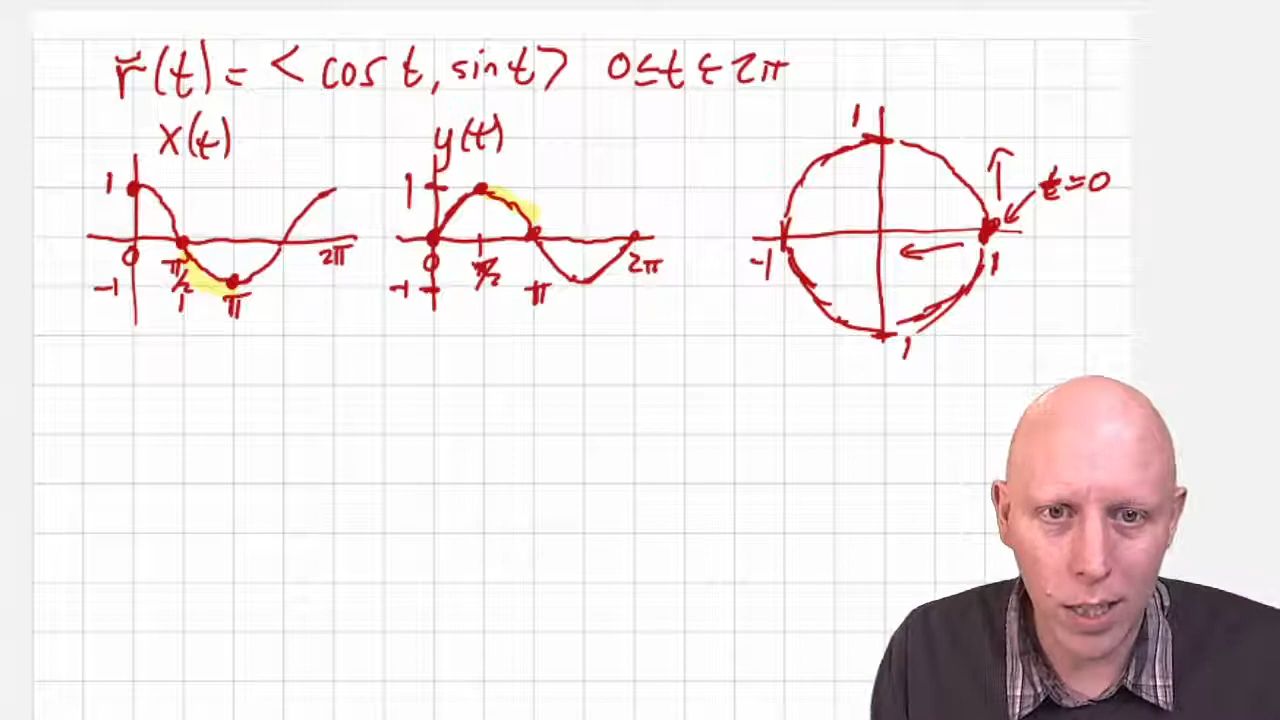 r⃗(t) = < cos t, sin t > 0 ≤ t ≤ 2π
x(t)
1
0
π/2
1
π
2π
-1
y(t)
1
0
π/2
π
2π
-1
1
t=0
-1
1
1